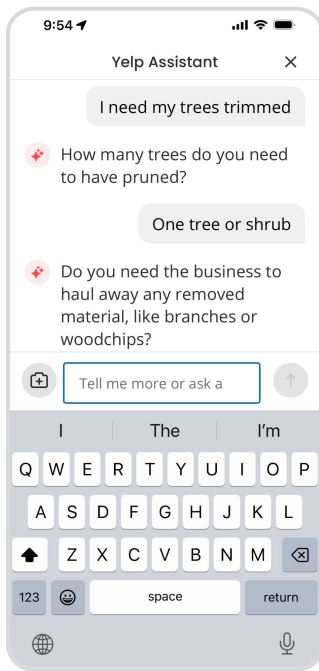 9:54
Yelp Assistant
I need my trees trimmed
How many trees do you need
to have pruned?
One tree or shrub
Do you need the business to
haul away any removed
material, like branches or
woodchips?
Tell me more or ask a
I The I'm
Q W E R T Y U I O P
A S D F G H J K L
Z X C V B N M
123 space return